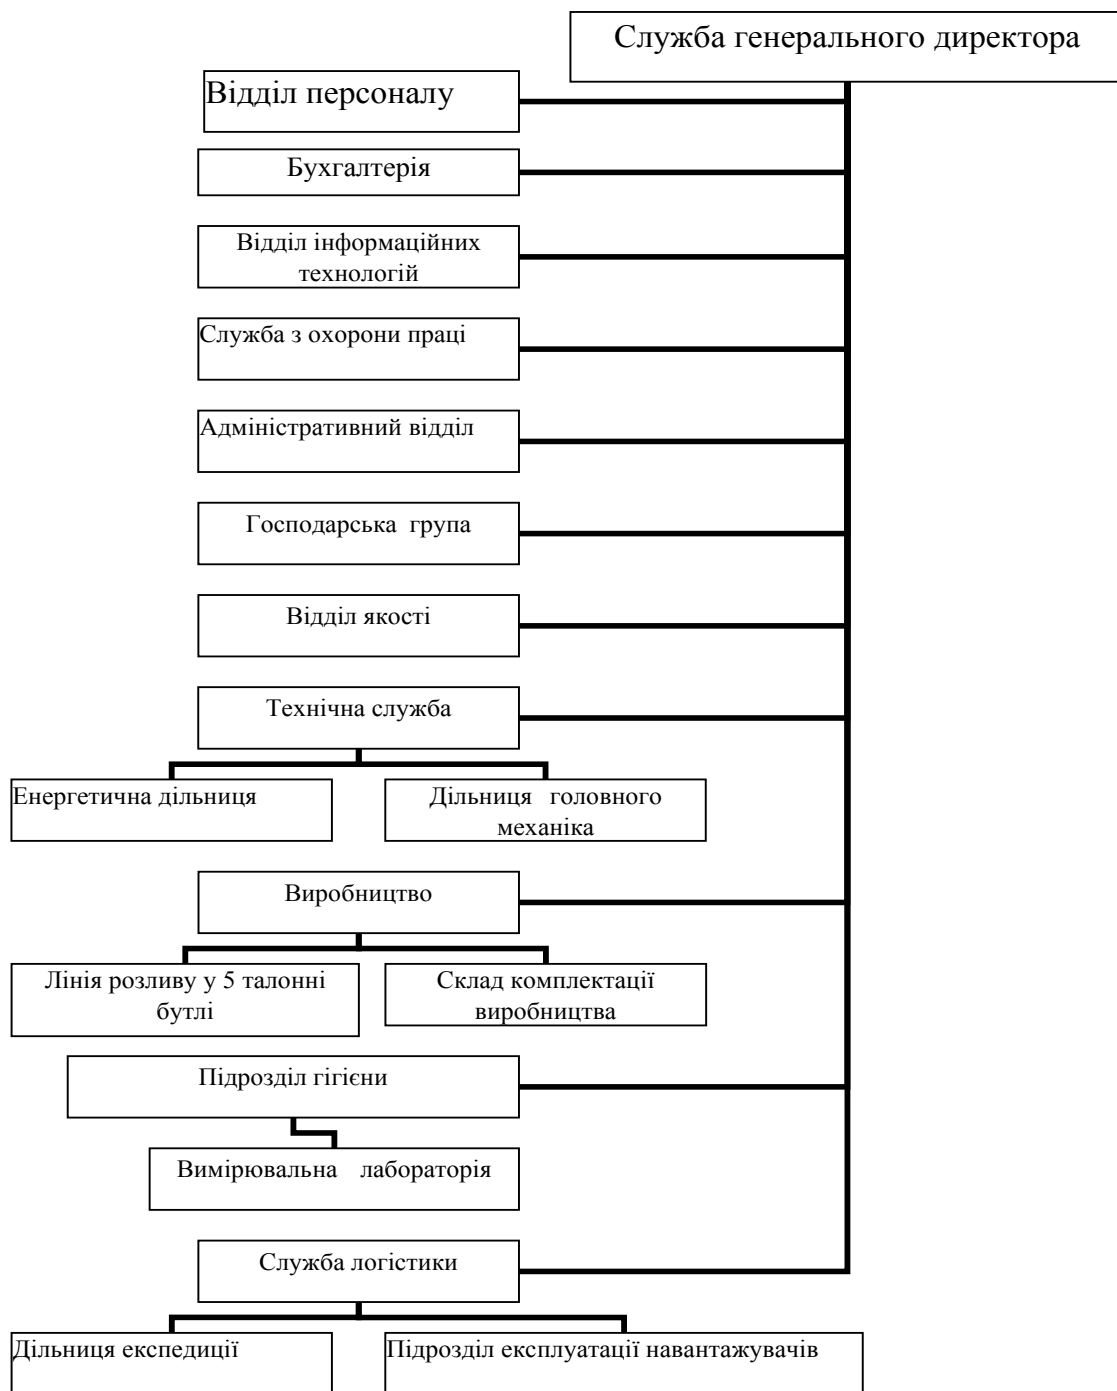 Служба генерального директора
Відділ персоналу
Бухгалтерія
Відділ інформаційних
технологій
Служба з охорони праці
Адміністративний відділ
Господарська група
Відділ якості
Технічна служба
Енергетична дільниця
Дільниця головного
механіка
Виробництво
Лінія розливу у 5 талонні
бутлі
Склад комплектації
виробництва
Підрозділ гігієни
Вимірювальна лабораторія
Служба логістики
Дільниця експедиції
Підрозділ експлуатації навантажувачів